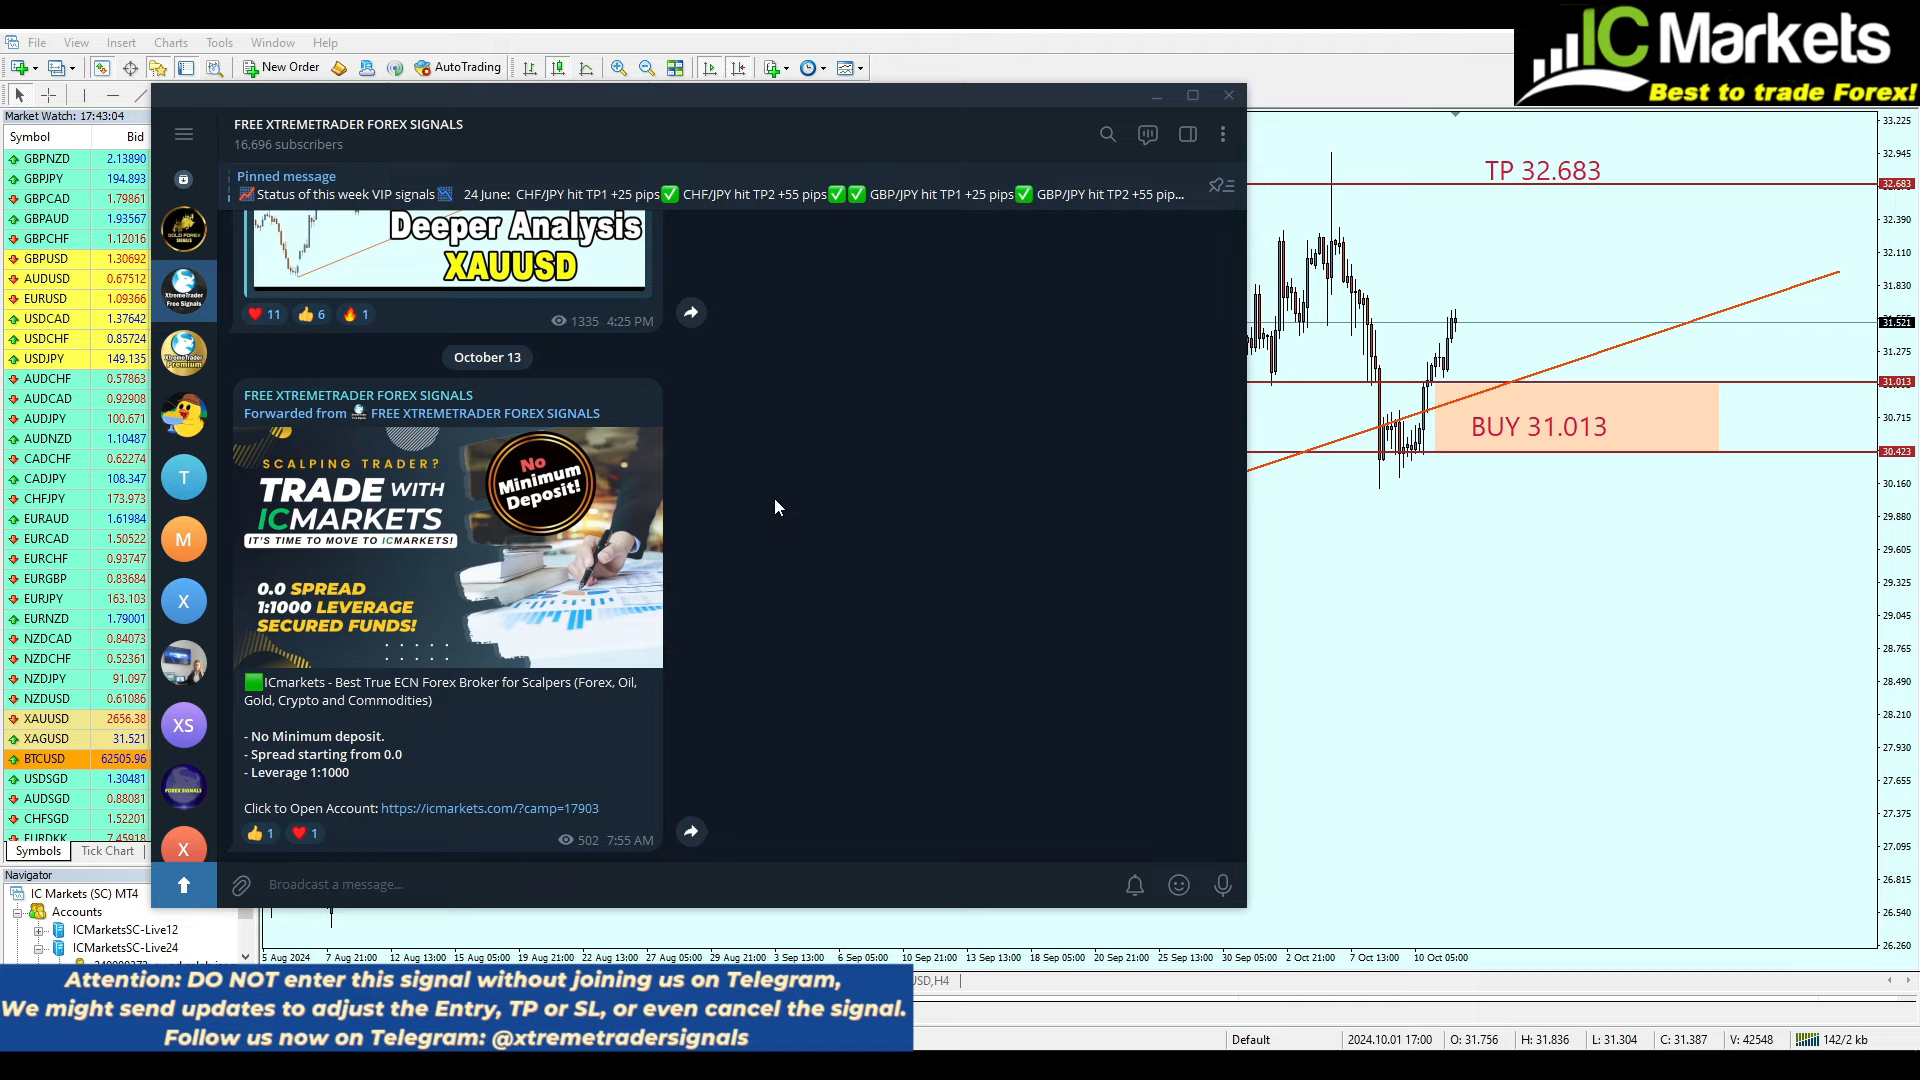 IC Markets
Best to trade Forex!
File View Insert Charts Tools Window Help
New Order AutoTrading
Market Watch: 17:43:04
Symbol Bid
GBPNZD 2.13890
GBPJPY 194.893
GBPCAD 1.79861
GBPAUD 1.93567
GBPCHF 1.12016
GBPUSD 1.30692
AUDUSD 0.67512
EURUSD 1.09366
USDCAD 1.37642
USDCHF 0.85724
USDJPY 149.135
AUDCHF 0.57863
AUDCAD 0.92908
AUDJPY 100.671
AUDNZD 1.10487
CADCHF 0.62274
CADJPY 108.347
CHFJPY 173.973
EURAUD 1.61984
EURCAD 1.50522
EURCHF 0.93747
EURGBP 0.83684
EURJPY 163.103
EURNZD 1.79001
NZDCAD 0.84073
NZDCHF 0.52361
NZDJPY 91.097
NZDUSD 0.61086
XAUUSD 2656.38
XAGUSD 31.521
BTCUSD 62505.96
USDSGD 1.30481
AUDSGD 0.88081
CHFSGD 1.52201
EURDKK 7.45918
Symbols Tick Chart
Navigator
IC Markets (SC) MT4
Accounts
ICMarketsSC-Live12
ICMarketsSC-Live24
GOLD FOREX
SIGNALS
XtremeTrader
Free Signals
XtremeTrader
Premium
T
M
X
XS
FOREX SIGNALS
X
FREE XTREMETRADER FOREX SIGNALS
16,696 subscribers
Pinned message
📈Status of this week VIP signals📉 24 June: CHF/JPY hit TP1 +25 pips✅ CHF/JPY hit TP2 +55 pips✅✅ GBP/JPY hit TP1 +25 pips✅ GBP/JPY hit TP2 +55 pip...
Deeper Analysis
XAUUSD
❤️ 11 👍 6 🔥 1 1335 4:25 PM
October 13
FREE XTREMETRADER FOREX SIGNALS
Forwarded from FREE XTREMETRADER FOREX SIGNALS
SCALPING TRADER?
TRADE WITH
ICMARKETS
IT'S TIME TO MOVE TO ICMARKETS!
No
Minimum
Deposit!
0.0 SPREAD
1:1000 LEVERAGE
SECURED FUNDS!
🟩ICmarkets - Best True ECN Forex Broker for Scalpers (Forex, Oil,
Gold, Crypto and Commodities)
- No Minimum deposit.
- Spread starting from 0.0
- Leverage 1:1000
Click to Open Account: https://icmarkets.com/?camp=17903
👍 1 ❤️ 1 502 7:55 AM
Broadcast a message...
TP 32.683
BUY 31.013
33.225
32.945
32.683
32.390
32.110
31.830
31.521
31.275
31.013
30.715
30.423
30.160
29.880
29.605
29.325
29.045
28.765
28.490
28.210
27.930
27.655
27.375
27.095
26.815
26.540
26.260
5 Aug 2024 7 Aug 21:00 12 Aug 13:00 15 Aug 05:00 19 Aug 21:00 22 Aug 13:00 27 Aug 05:00 29 Aug 21:00 3 Sep 13:00 6 Sep 05:00 10 Sep 21:00 13 Sep 13:00 18 Sep 05:00 20 Sep 21:00 25 Sep 13:00 30 Sep 05:00 2 Oct 21:00 7 Oct 13:00 10 Oct 05:00
USD,H4
Attention: DO NOT enter this signal without joining us on Telegram,
We might send updates to adjust the Entry, TP or SL, or even cancel the signal.
Follow us now on Telegram: @xtremetradersignals
Default 2024.10.01 17:00 O: 31.756 H: 31.836 L: 31.304 C: 31.387 V: 42548 142/2 kb